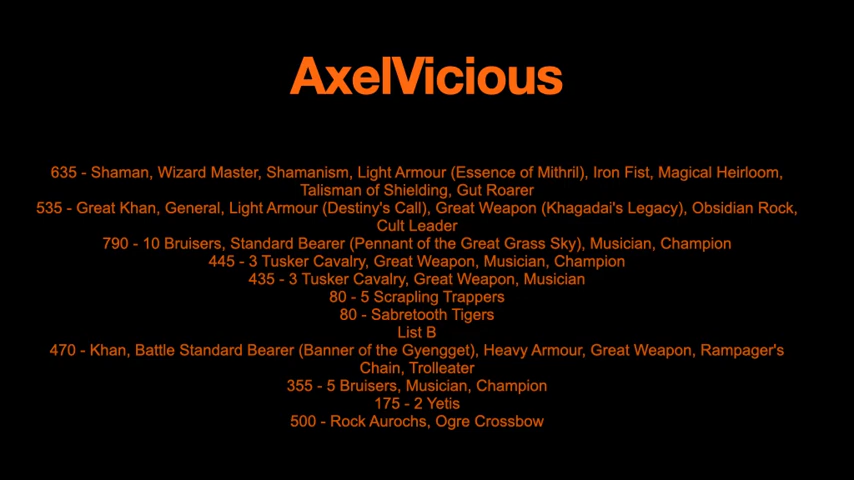 AxelVicious
635 - Shaman, Wizard Master, Shamanism, Light Armour (Essence of Mithril), Iron Fist, Magical Heirloom,
Talisman of Shielding, Gut Roarer
535 - Great Khan, General, Light Armour (Destiny's Call), Great Weapon (Khagadai's Legacy), Obsidian Rock,
Cult Leader
790 - 10 Bruisers, Standard Bearer (Pennant of the Great Grass Sky), Musician, Champion
445 - 3 Tusker Cavalry, Great Weapon, Musician, Champion
435 - 3 Tusker Cavalry, Great Weapon, Musician
80 - 5 Scrapling Trappers
80 - Sabretooth Tigers
List B
470 - Khan, Battle Standard Bearer (Banner of the Gyengget), Heavy Armour, Great Weapon, Rampager's
Chain, Trolleater
355 - 5 Bruisers, Musician, Champion
175 - 2 Yetis
500 - Rock Aurochs, Ogre Crossbow